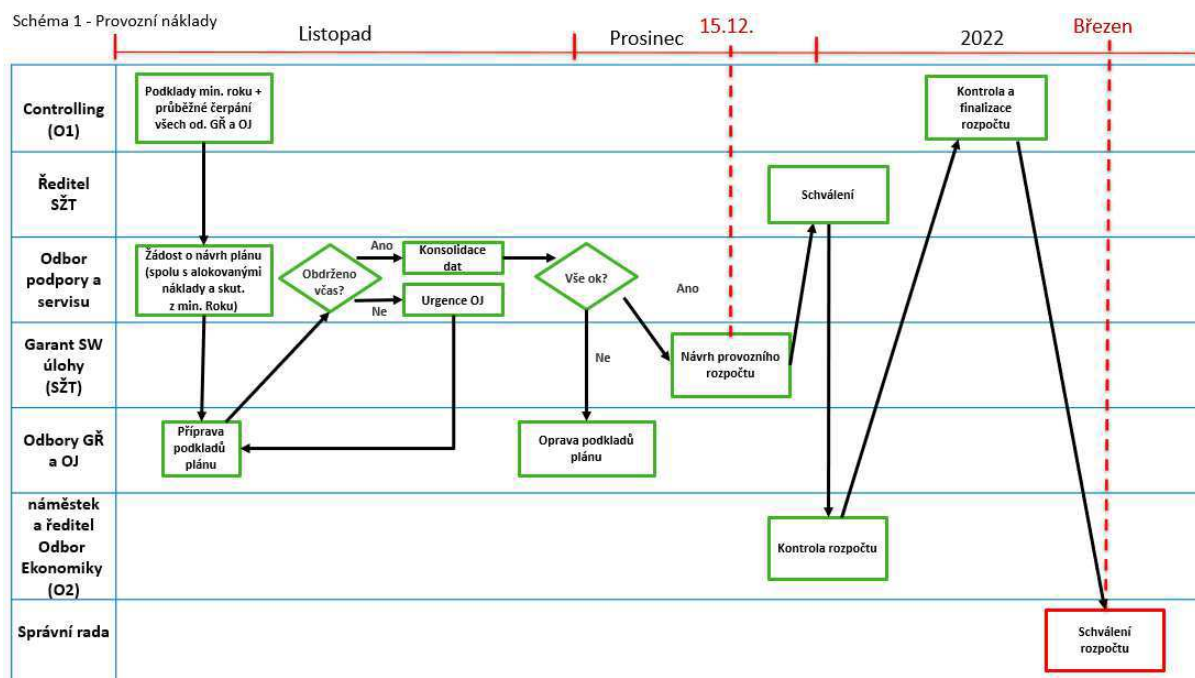 Schéma 1 - Provozní náklady
Listopad
Prosinec
15.12.
2022
Březen
Controlling
(O1)
Podklady min. roku +
průběžné čerpání
všech od. GŘ a OJ
Kontrola a
finalizace
rozpočtu
Ředitel
SŽT
Schválení
Odbor
podpory a
servisu
Žádost o návrh plánu
(spolu s alokovanými
náklady a skut.
z min. Roku)
Obdrženo
včas?
Ano
Ne
Konsolidace
dat
Urgence OJ
Vše ok?
Ano
Ne
Garant SW
úlohy
(SŽT)
Návrh provozního
rozpočtu
Odbory GŘ
a OJ
Příprava
podkladů
plánu
Oprava podkladů
plánu
náměstek
a ředitel
Odbor
Ekonomiky
(O2)
Kontrola rozpočtu
Správní rada
Schválení
rozpočtu